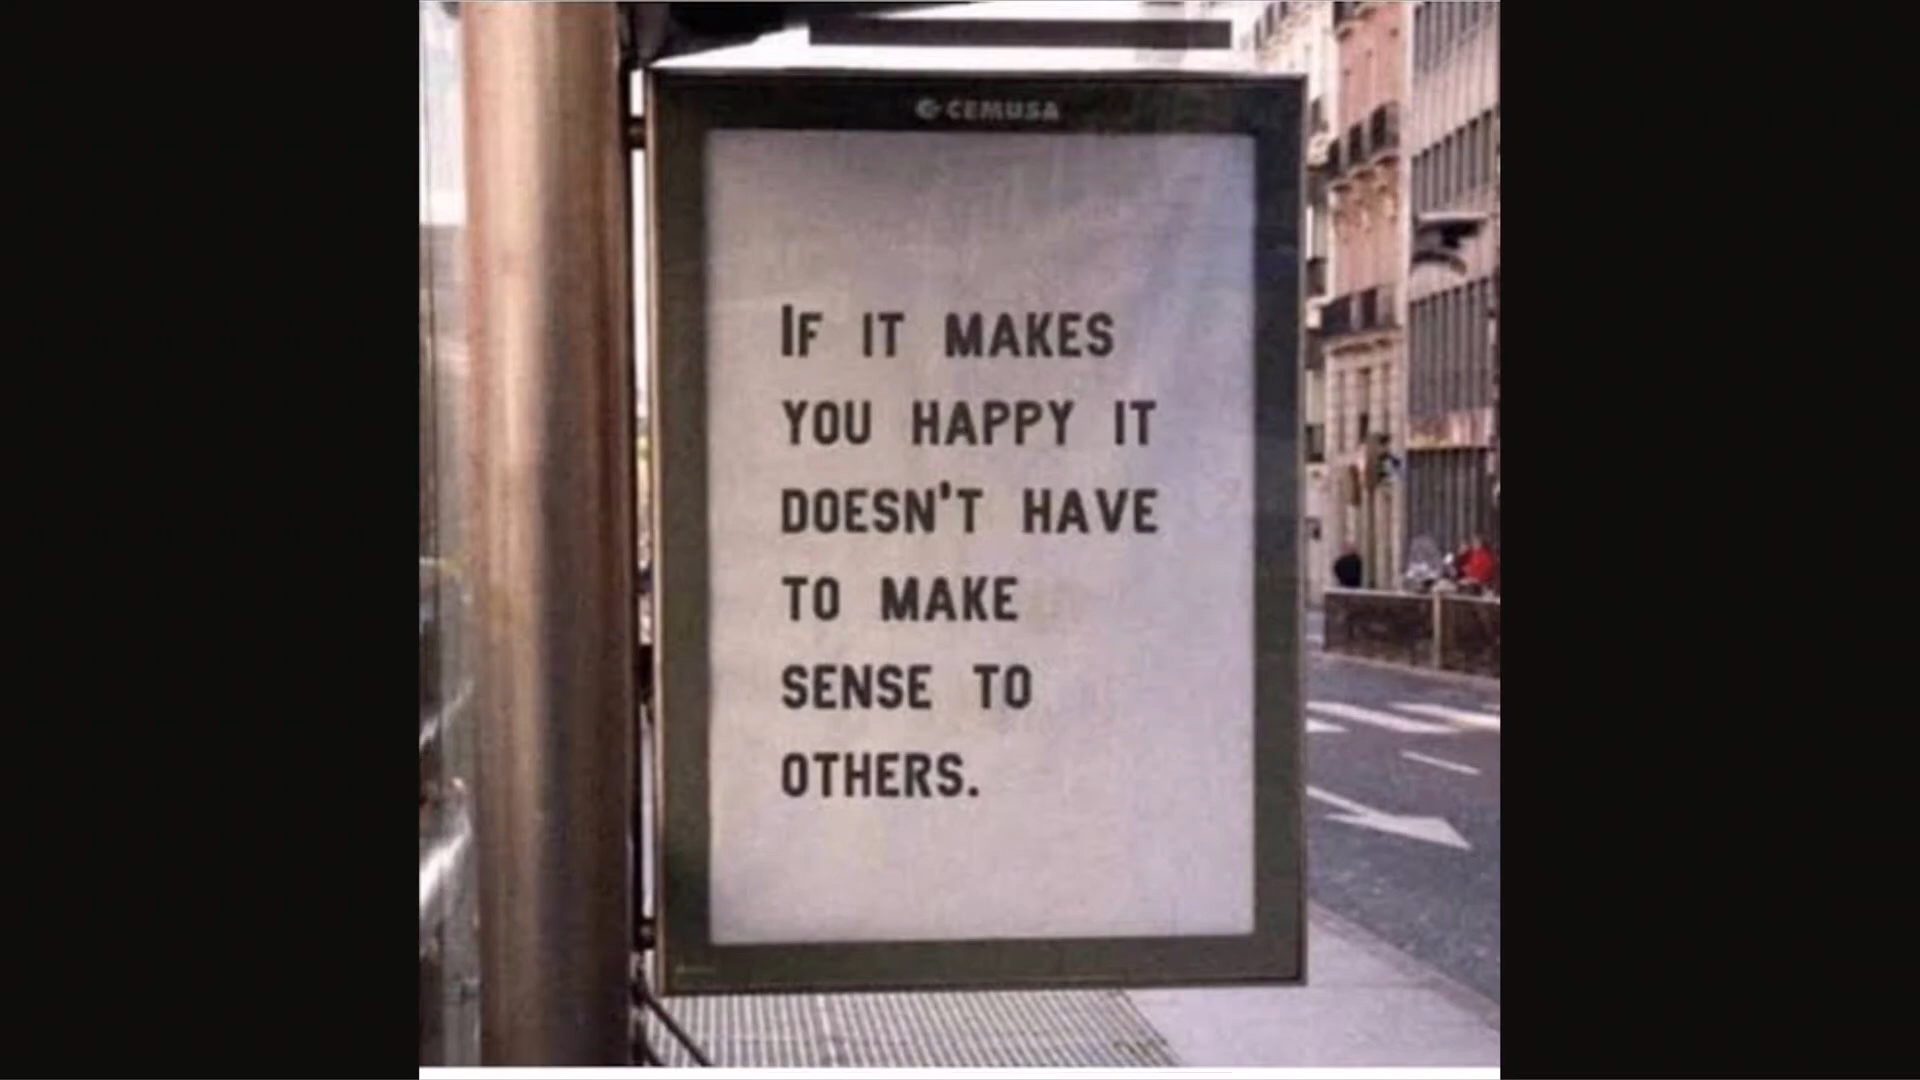 CEMUSA
IF IT MAKES
YOU HAPPY IT
DOESN'T HAVE
TO MAKE
SENSE TO
OTHERS.